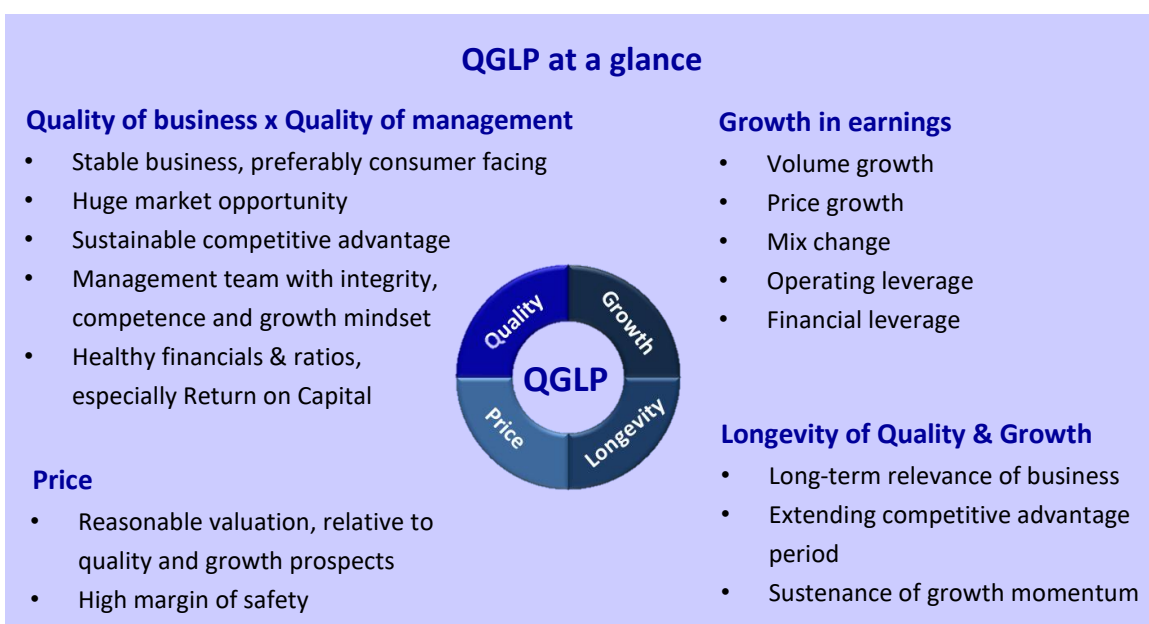 QGLP at a glance
Quality of business x Quality of management
• Stable business, preferably consumer facing
• Huge market opportunity
• Sustainable competitive advantage
• Management team with integrity,
competence and growth mindset
• Healthy financials & ratios,
especially Return on Capital
Growth in earnings
• Volume growth
• Price growth
• Mix change
• Operating leverage
• Financial leverage
Quality
Growth
QGLP
Price
Longevity
Price
• Reasonable valuation, relative to
quality and growth prospects
• High margin of safety
Longevity of Quality & Growth
• Long-term relevance of business
• Extending competitive advantage
period
• Sustenance of growth momentum